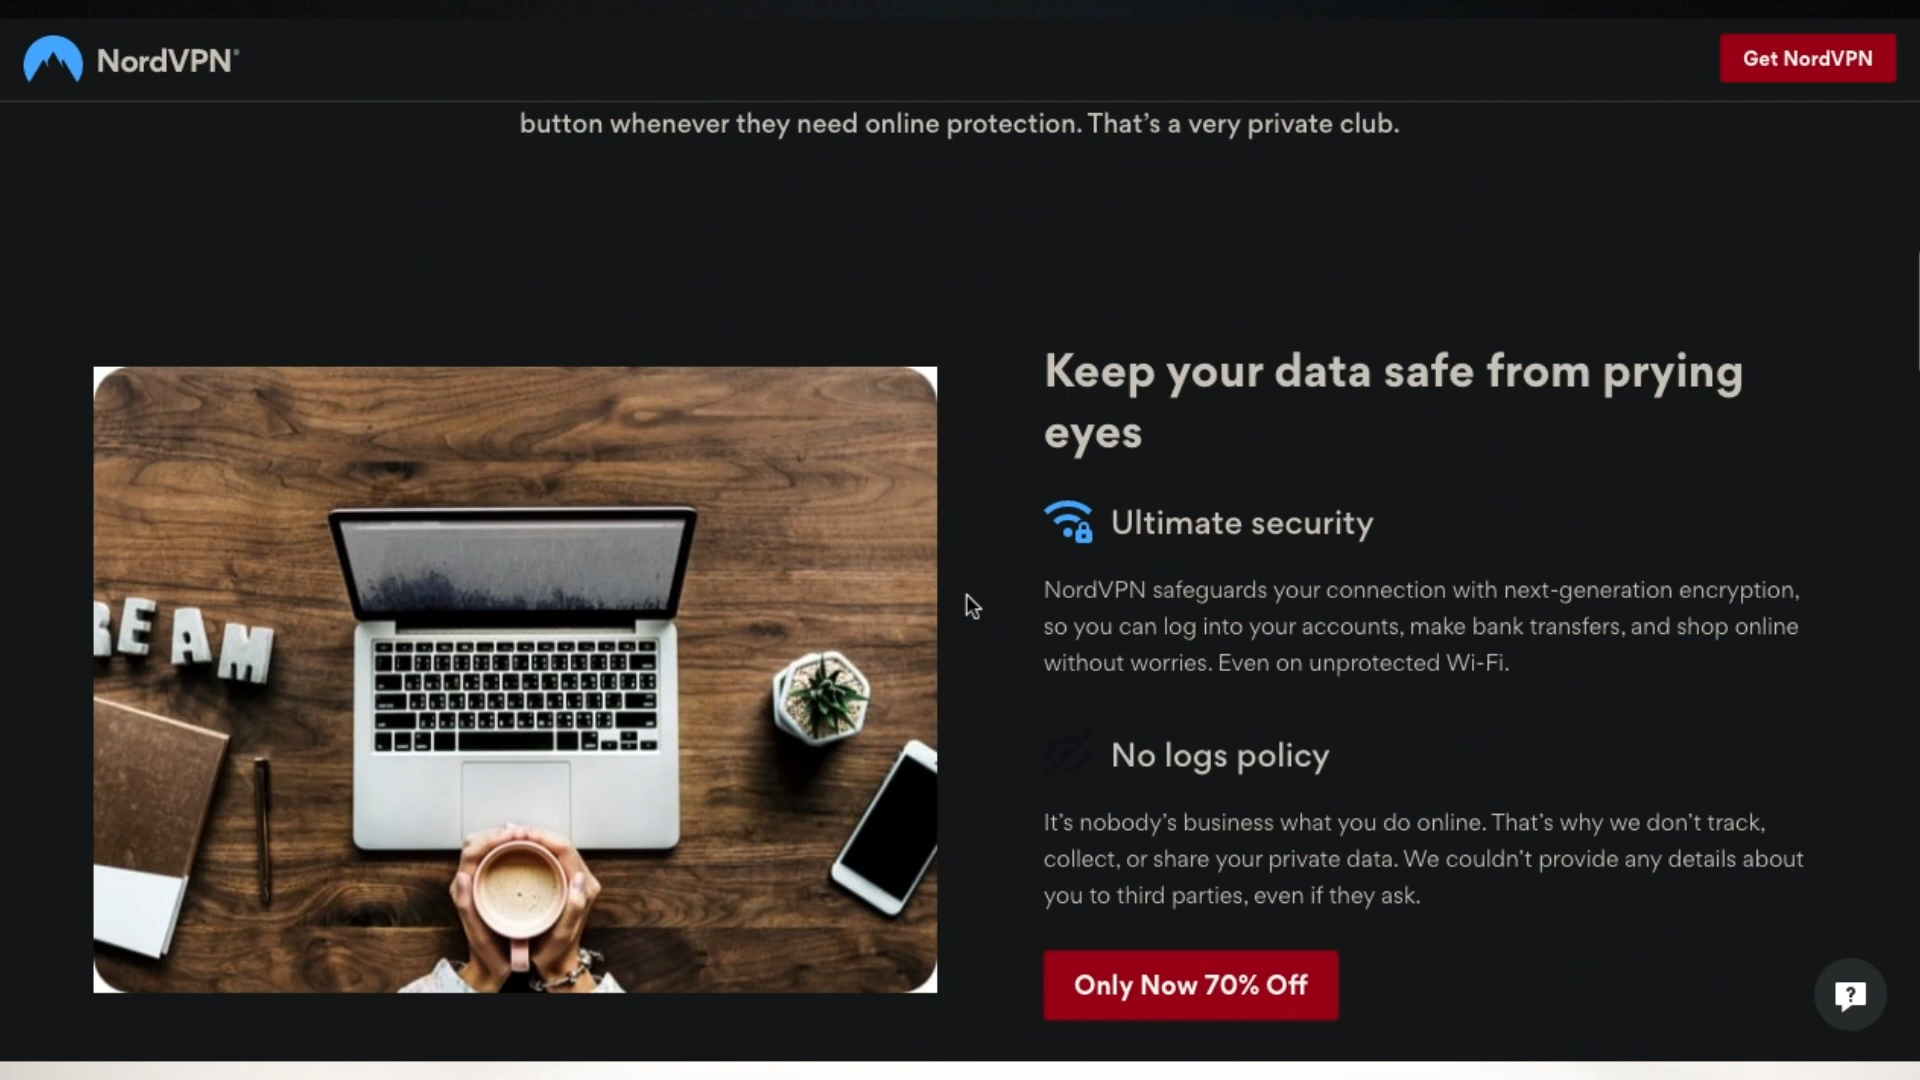 NordVPN®
Get NordVPN
button whenever they need online protection. That's a very private club.
Keep your data safe from prying
eyes
Ultimate security
NordVPN safeguards your connection with next-generation encryption,
so you can log into your accounts, make bank transfers, and shop online
without worries. Even on unprotected Wi-Fi.
No logs policy
It's nobody's business what you do online. That's why we don't track,
collect, or share your private data. We couldn't provide any details about
you to third parties, even if they ask.
Only Now 70% Off
REAM
?